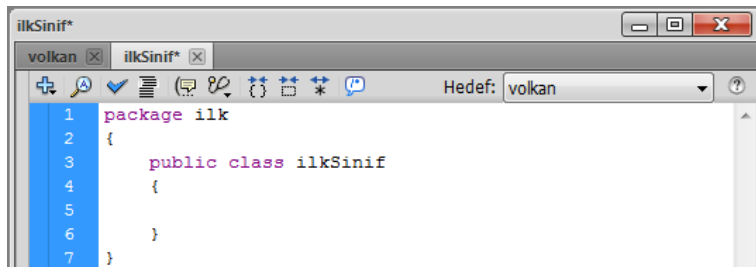 ilkSinif*
volkan ilkSinif*
Hedef: volkan
1 package ilk
2 {
3 public class ilkSinif
4 {
5
6 }
7 }